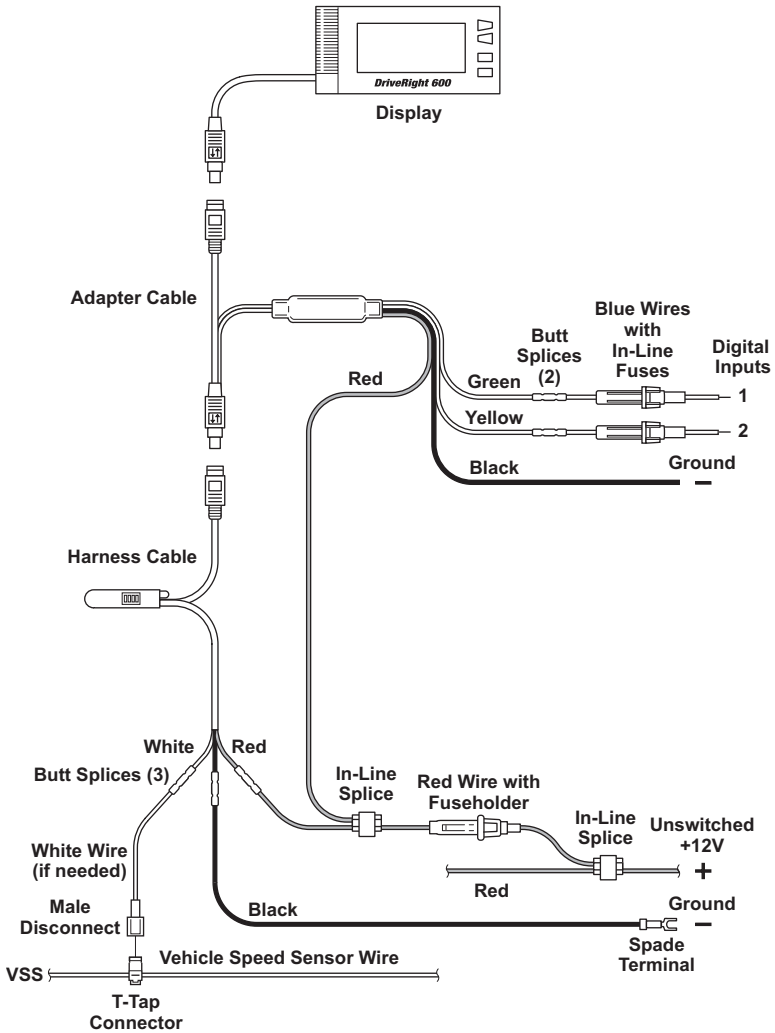 DriveRight 600
Display
Adapter Cable
Blue Wires
with
In-Line
Fuses
Butt
Splices
(2)
Digital
Inputs
Red
Green
1
Yellow
2
Black
Ground
–
Harness Cable
White
Red
Butt Splices (3)
In-Line
Splice
Red Wire with
Fuseholder
In-Line
Splice
Unswitched
+12V
+
White Wire
(if needed)
Red
Male
Disconnect
Black
Ground
–
Spade
Terminal
Vehicle Speed Sensor Wire
VSS
T-Tap
Connector